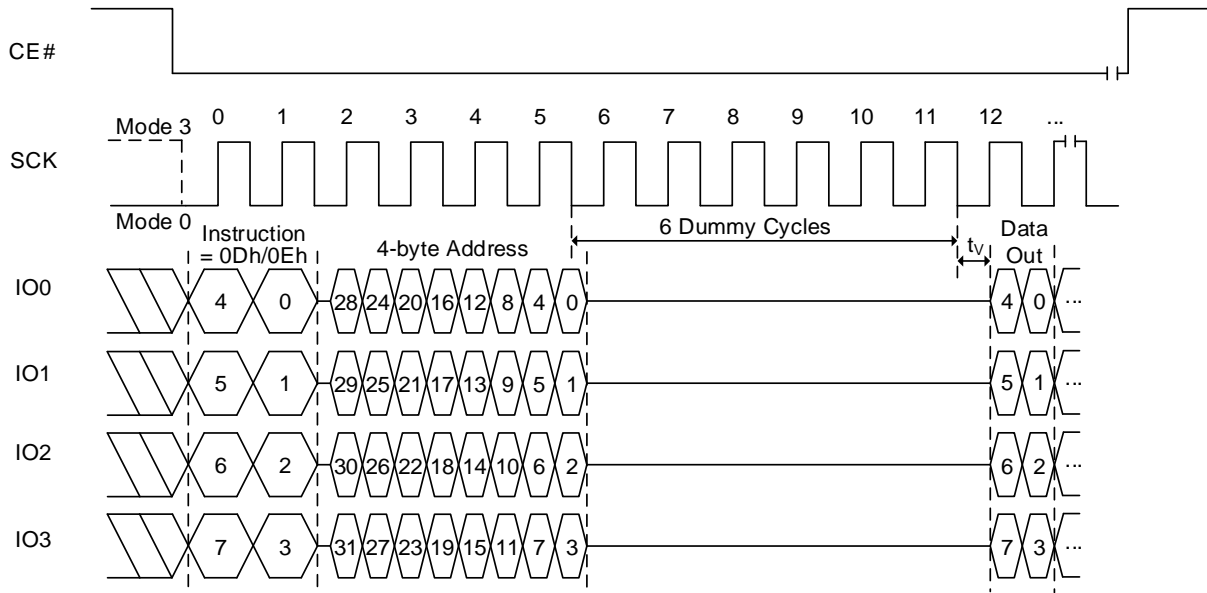 CE#
0 1 2 3 4 5 6 7 8 9 10 11 12 ...
Mode 3
SCK
Mode 0
6 Dummy Cycles
Instruction
= 0Dh/0Eh
4-byte Address
tV
Data
Out
IO0 4 0 28 24 20 16 12 8 4 0 4 0 ...
IO1 5 1 29 25 21 17 13 9 5 1 5 1 ...
IO2 6 2 30 26 22 18 14 10 6 2 6 2 ...
IO3 7 3 31 27 23 19 15 11 7 3 7 3 ...